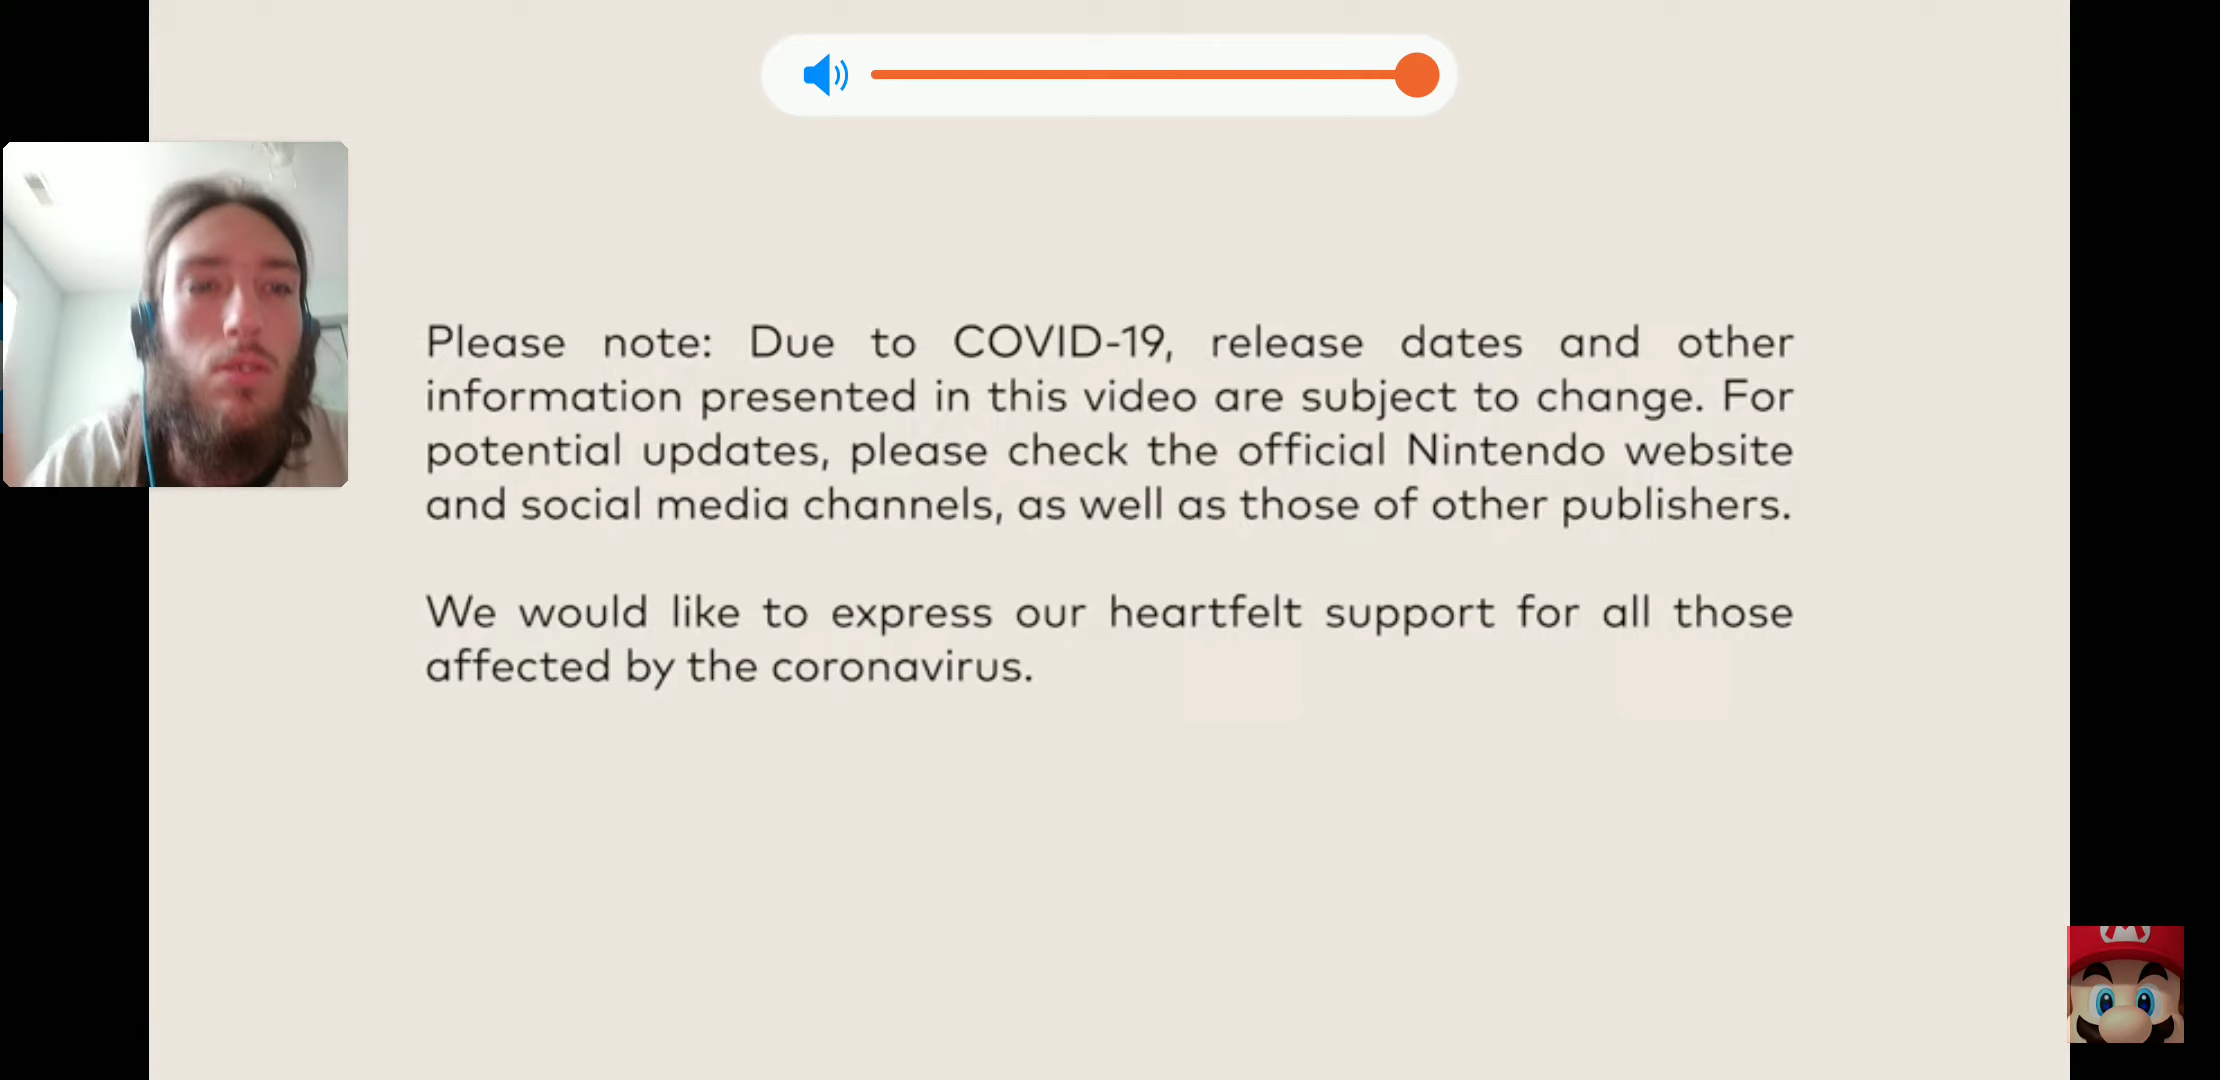 Please note: Due to COVID-19, release dates and other
information presented in this video are subject to change. For
potential updates, please check the official Nintendo website
and social media channels, as well as those of other publishers.
We would like to express our heartfelt support for all those
affected by the coronavirus.
M